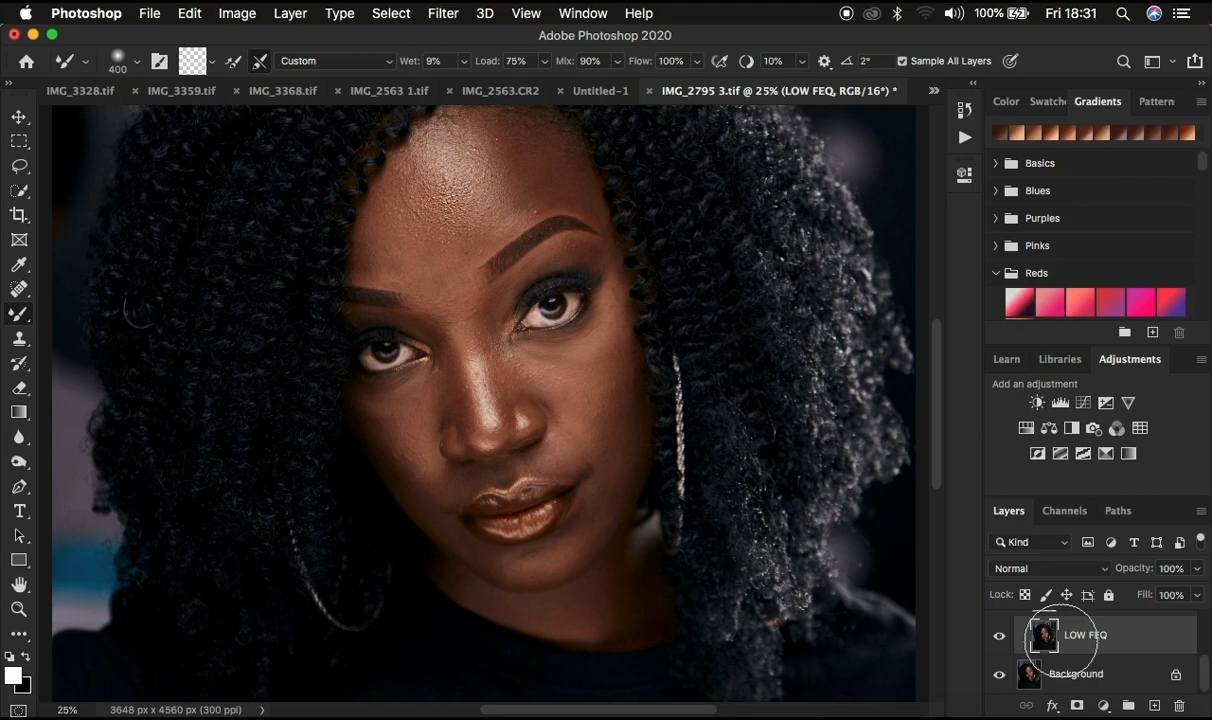 Photoshop File Edit Image Layer Type Select Filter 3D View Window Help 100% Fri 18:31
Adobe Photoshop 2020
400 Custom Wet: 9% Load: 75% Mix: 90% Flow: 100% 10% 2° Sample All Layers
IMG_3328.tif × IMG_3359.tif × IMG_3368.tif × IMG_2563 1.tif × IMG_2563.CR2 × Untitled-1 × IMG_2795 3.tif @ 25% (LOW FEQ, RGB/16*) *
Color Swatche Gradients Pattern
Basics
Blues
Purples
Pinks
Reds
Learn Libraries Adjustments
Add an adjustment
Layers Channels Paths
Kind
Normal Opacity: 100%
Lock: Fill: 100%
LOW FEQ
Background
25% 3648 px x 4560 px (300 ppi)